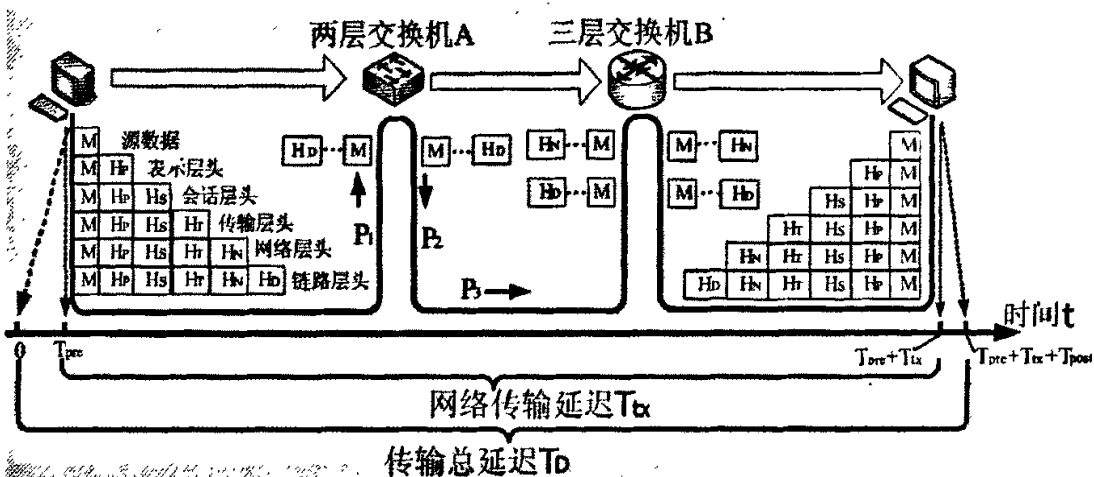 两层交换机A 三层交换机B
M 源数据
M HP 表示层头
M HP HS 会话层头
M HP HS HT 传输层头
M HP HS HT HN 网络层头
M HP HS HT HN HD 链路层头
HD···M
P1
M···HD
P2
P3
HN···M
HD···M
M···HN
M···HD
M
HP M
HS HP M
HT HS HP M
HN HT HS HP M
HD HN HT HS HP M
时间t
0 Tpre Tpre+Ttx Tpre+Ttx+Tpost
网络传输延迟Ttx
传输总延迟TD